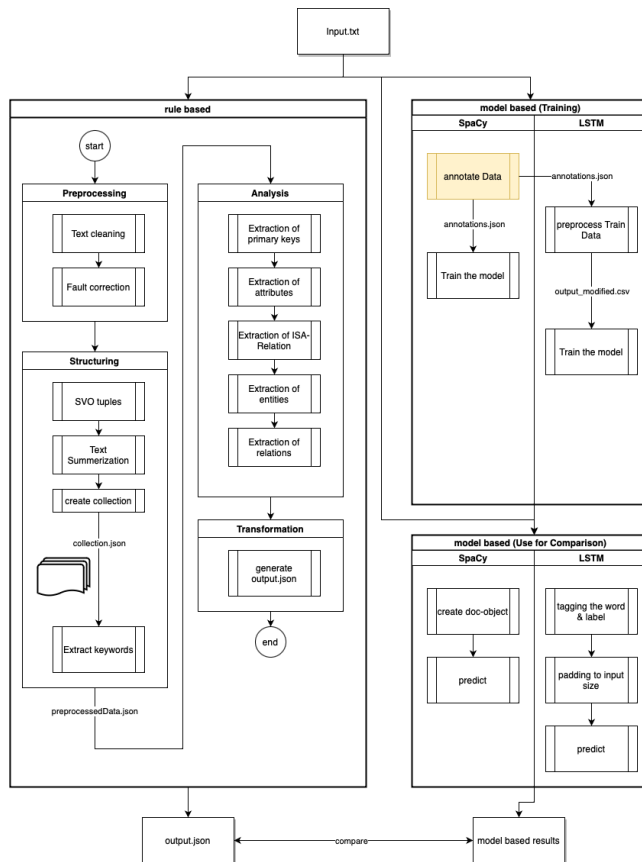 Input.txt
rule based
start
Preprocessing
Text cleaning
Fault correction
Structuring
SVO tuples
Text
Summerization
create collection
collection.json
Extract keywords
preprocessedData.json
Analysis
Extraction of
primary keys
Extraction of
attributes
Extraction of ISA-
Relation
Extraction of
entities
Extraction of
relations
Transformation
generate
output.json
end
model based (Training)
SpaCy
LSTM
annotate Data
annotations.json
annotations.json
Train the model
preprocess Train
Data
output_modified.csv
Train the model
model based (Use for Comparison)
SpaCy
LSTM
create doc-object
predict
tagging the word
& label
padding to input
size
predict
output.json
compare
model based results